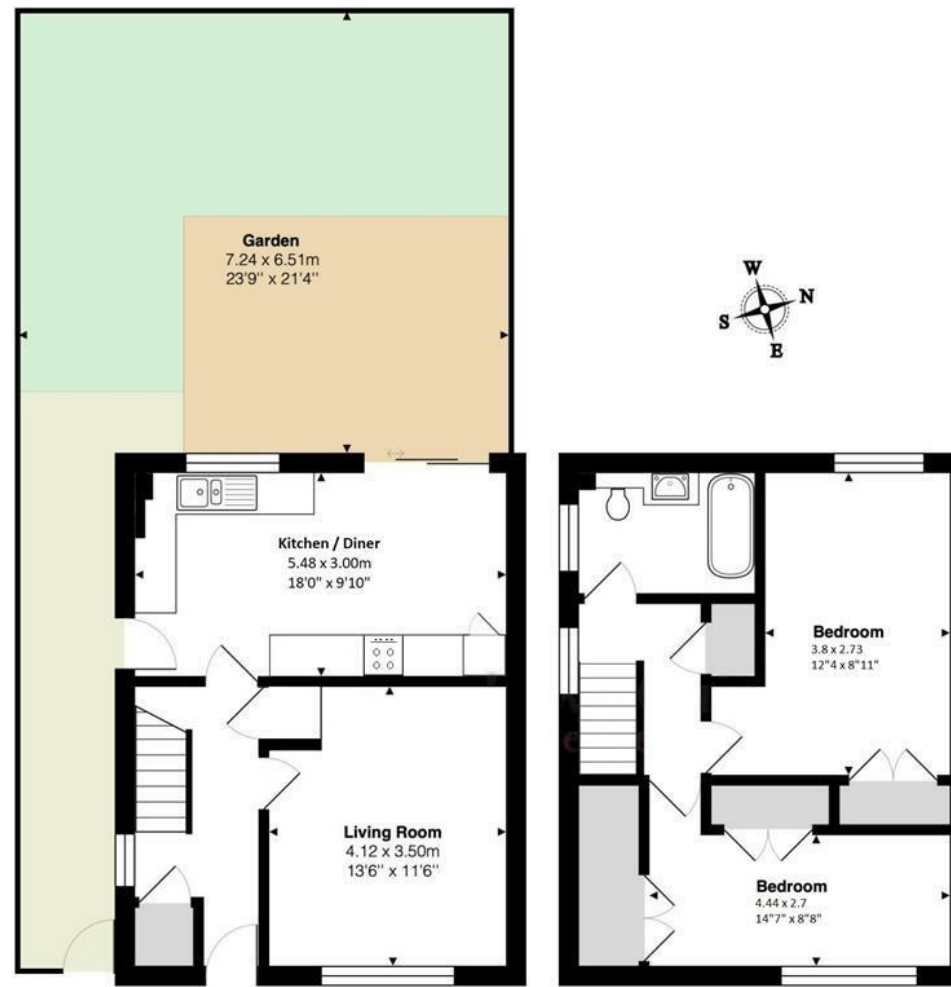 Garden
7.24 x 6.51m
23'9'' x 21'4''
W
N
S
E
Kitchen / Diner
5.48 x 3.00m
18'0" x 9'10"
Bedroom
3.8 x 2.73
12"4 x 8"11"
Living Room
4.12 x 3.50m
13'6'' x 11'6''
Bedroom
4.44 x 2.7
14"7" x 8"8"